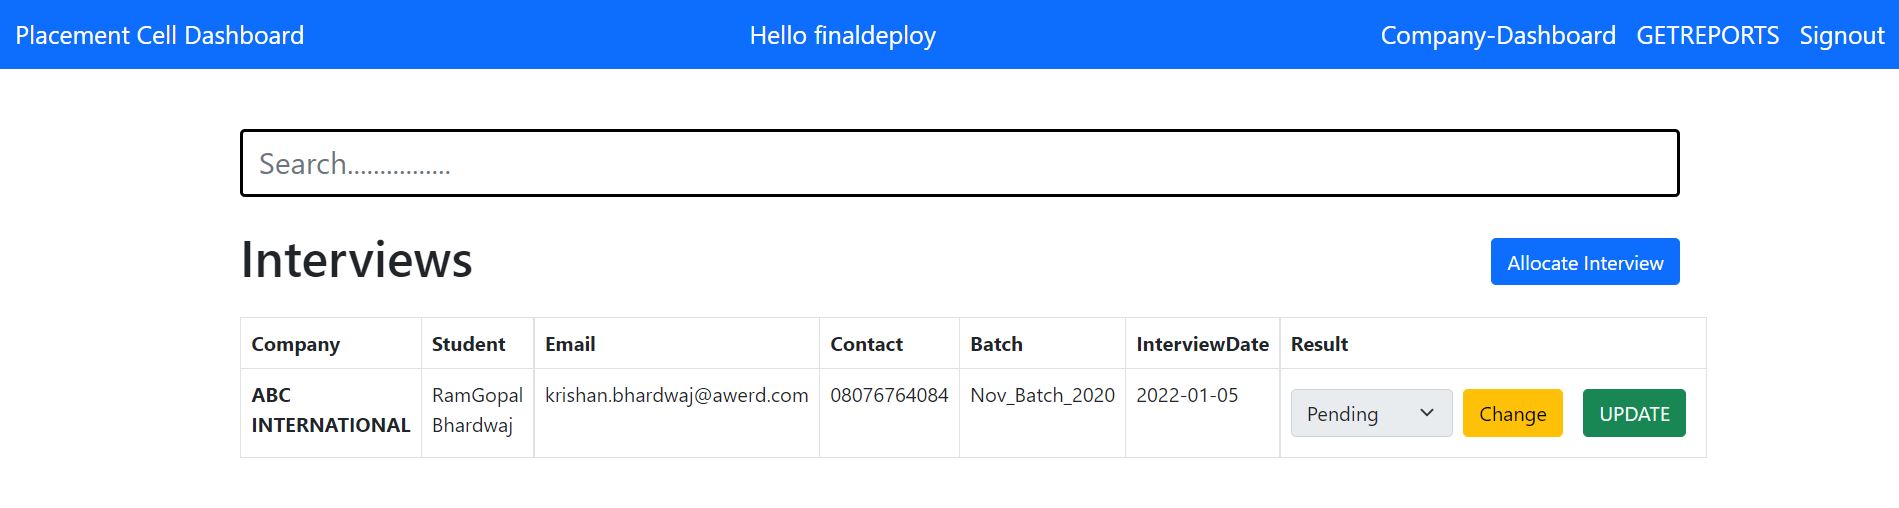 Placement Cell Dashboard Hello finaldeploy Company-Dashboard GETREPORTS Signout
Search................
Interviews Allocate Interview
Company Student Email Contact Batch InterviewDate Result
ABC INTERNATIONAL RamGopal Bhardwaj krishan.bhardwaj@awerd.com 08076764084 Nov_Batch_2020 2022-01-05 Pending Change UPDATE